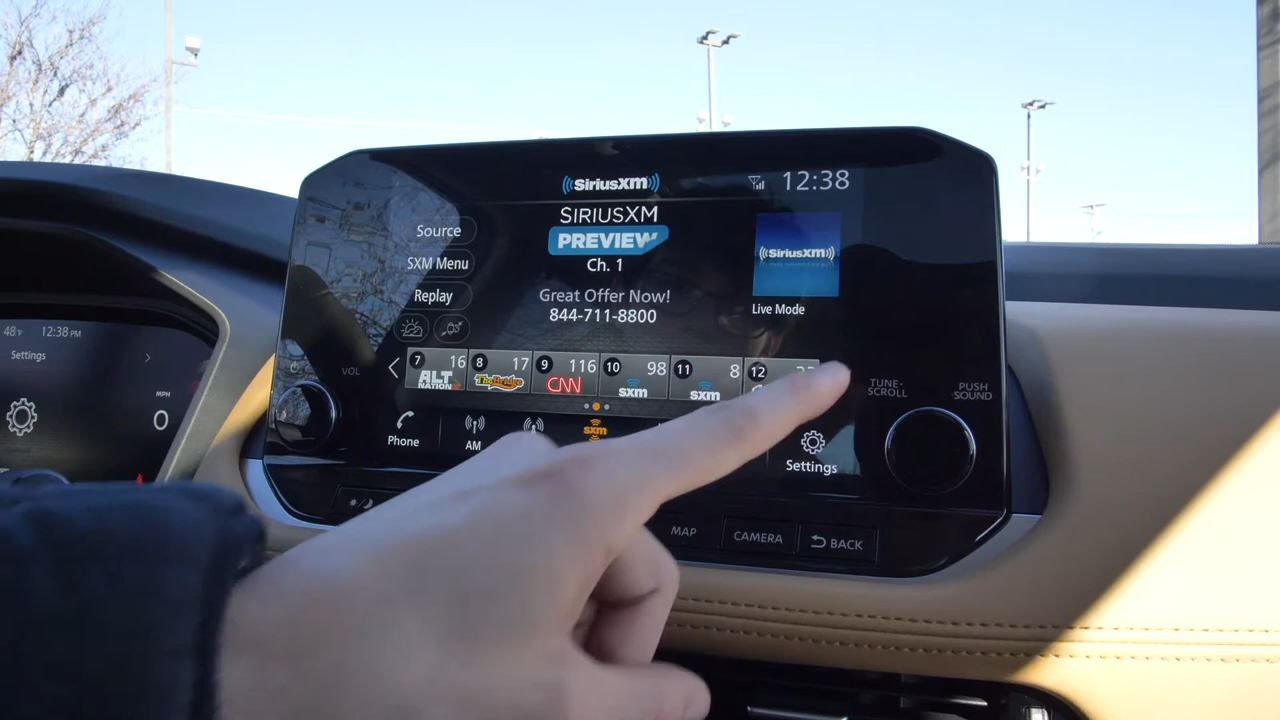 SiriusXM
12:38
SIRIUSXM
PREVIEW
Ch. 1
Great Offer Now!
844-711-8800
Source
SXM Menu
Replay
SiriusXM
Live Mode
7 16
ALT NATION
8 17
The Bridge
9 116
CNN
10 98
sxm
11 8
sxm
12
Phone
AM
sxm
Settings
VOL
TUNE·
SCROLL
PUSH
SOUND
MAP
CAMERA
BACK
48°F 12:38 PM
Settings
MPH
0